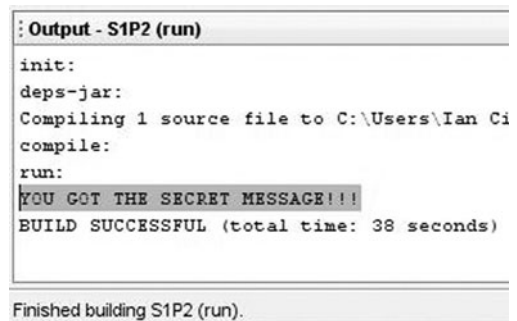 Output - S1P2 (run)
init:
deps-jar:
Compiling 1 source file to C:\Users\Ian Ci
compile:
run:
YOU GOT THE SECRET MESSAGE!!!
BUILD SUCCESSFUL (total time: 38 seconds)
Finished building S1P2 (run).